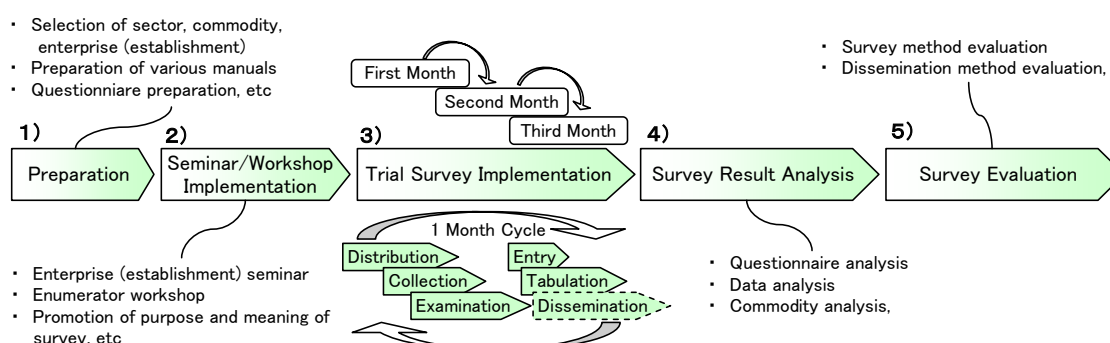 ・ Selection of sector, commodity,
enterprise (establishment)
・ Preparation of various manuals
・ Questionniare preparation, etc
First Month
Second Month
Third Month
・ Survey method evaluation
・ Dissemination method evaluation,
1)
2)
3)
4)
5)
Preparation
Seminar/Workshop
Implementation
Trial Survey Implementation
Survey Result Analysis
Survey Evaluation
・ Enterprise (establishment) seminar
・ Enumerator workshop
・ Promotion of purpose and meaning of
survey, etc
1 Month Cycle
Distribution
Collection
Examination
Entry
Tabulation
Dissemination
・ Questionnaire analysis
・ Data analysis
・ Commodity analysis,